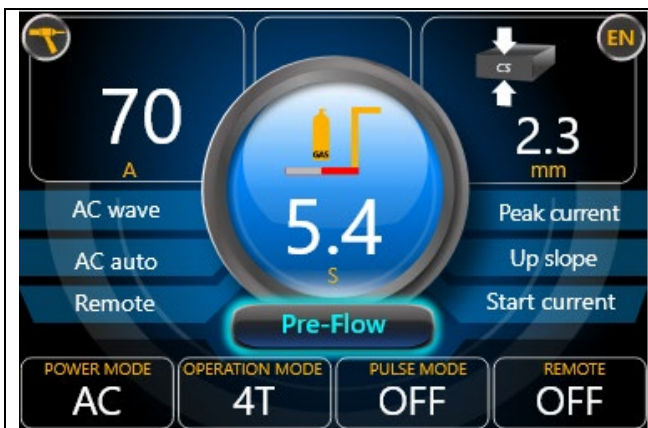 EN
CS
70
A
2.3
mm
GAS
5.4
S
AC wave
AC auto
Remote
Peak current
Up slope
Start current
Pre-Flow
POWER MODE
AC
OPERATION MODE
4T
PULSE MODE
OFF
REMOTE
OFF